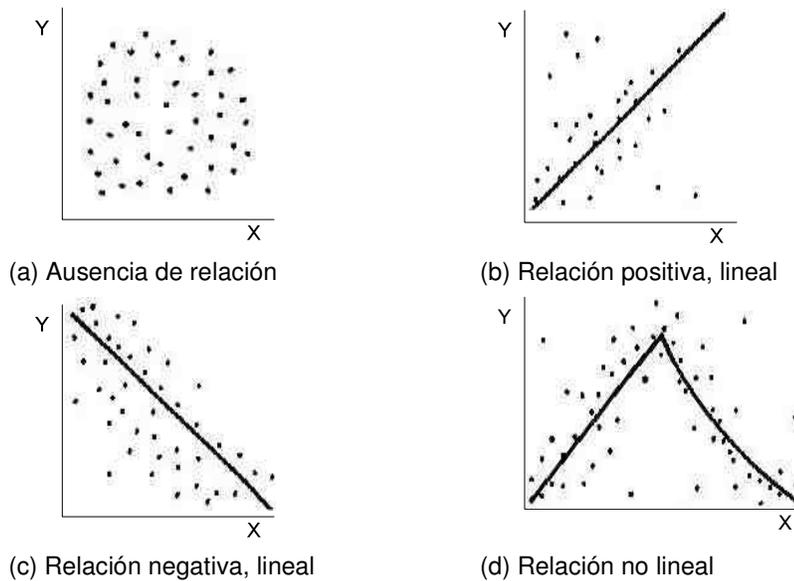 Y
X
(a) Ausencia de relación
Y
X
(b) Relación positiva, lineal
Y
X
(c) Relación negativa, lineal
Y
X
(d) Relación no lineal